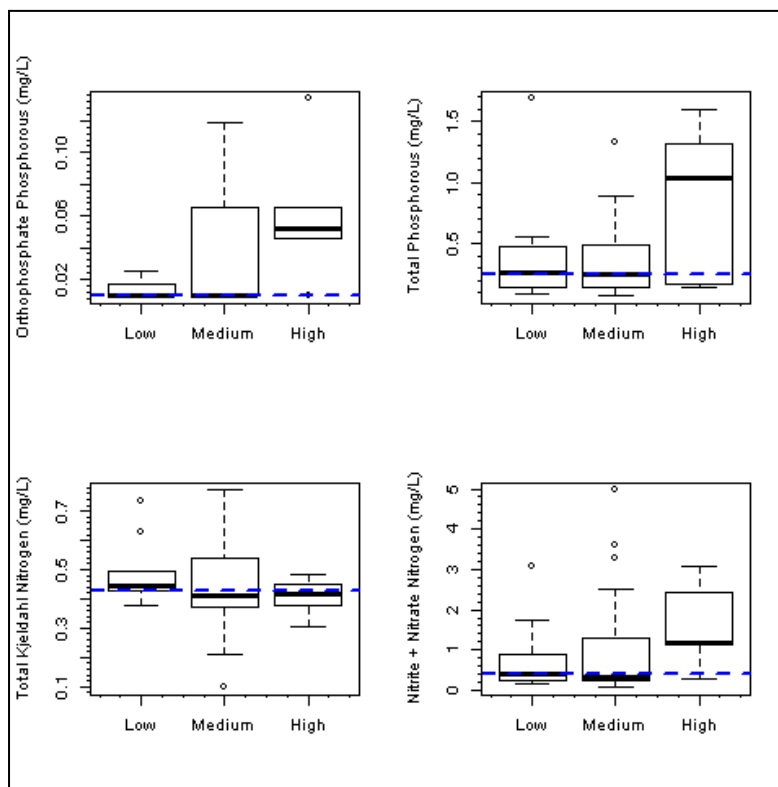 Orthophosphate Phosphorous (mg/L)
0.10
0.06
0.02
Low Medium High
Total Phosphorous (mg/L)
1.5
1.0
0.5
Low Medium High
Total Kjeldahl Nitrogen (mg/L)
0.7
0.5
0.3
0.1
Low Medium High
Nitrite + Nitrate Nitrogen (mg/L)
5
4
3
2
1
0
Low Medium High